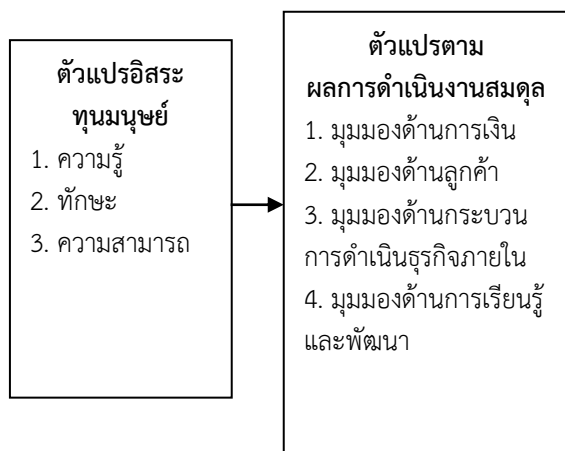 ตัวแปรอิสระ
ทุนมนุษย์
1. ความรู้
2. ทักษะ
3. ความสามารถ
ตัวแปรตาม
ผลการดำเนินงานสมดุล
1. มุมมองด้านการเงิน
2. มุมมองด้านลูกค้า
3. มุมมองด้านกระบวน
การดำเนินธุรกิจภายใน
4. มุมมองด้านการเรียนรู้
และพัฒนา